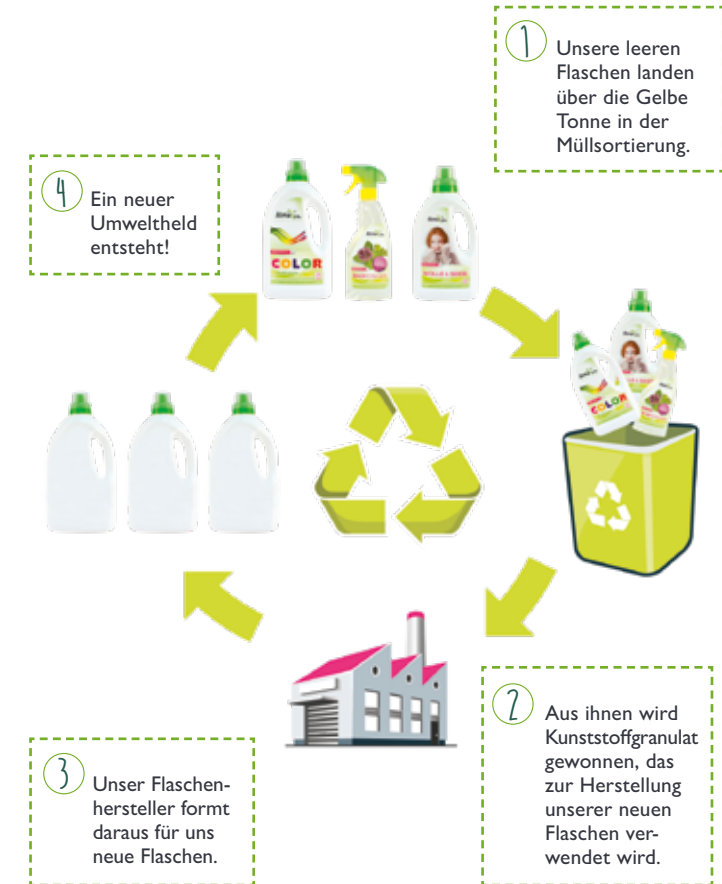 1
Unsere leeren
Flaschen landen
über die Gelbe
Tonne in der
Müllsortierung.
4
Ein neuer
Umweltheld
entsteht!
COLOR
COLOR
2
Aus ihnen wird
Kunststoffgranulat
gewonnen, das
zur Herstellung
unserer neuen
Flaschen ver-
wendet wird.
3
Unser Flaschen-
hersteller formt
daraus für uns
neue Flaschen.